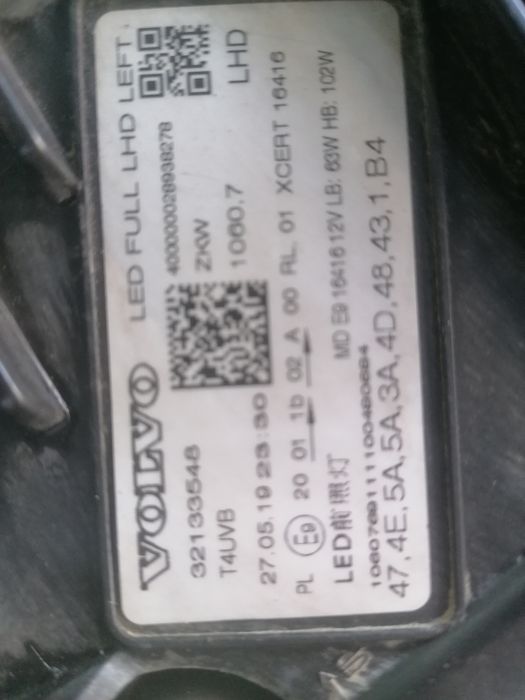 VOLVO LED FULL LHD LEFT
32133548 400000028938278
T4UVB ZKW
1060,7 LHD
27.05.19 23:30
PL E9 20 01 1b 02 A 00 RL 01 XCERT 16416
LED前照灯 MD E9 16416 12V LB: 63W HB: 102W
47,4E,5A,5A,3A,4D,48,43,1,B4